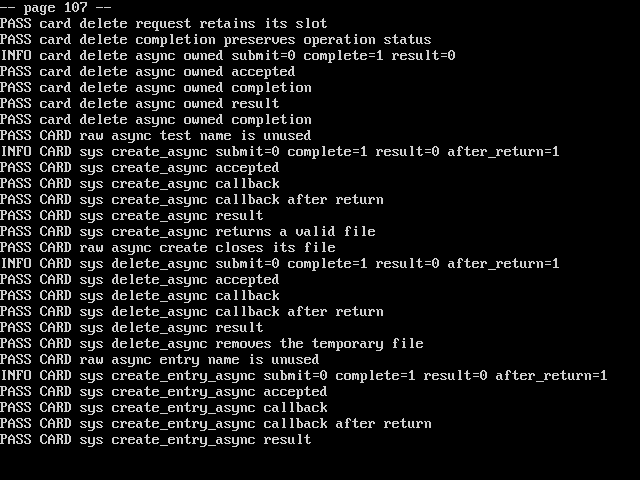 -- page 107 --
PASS card delete request retains its slot
PASS card delete completion preserves operation status
INFO card delete async owned submit=0 complete=1 result=0
PASS card delete async owned accepted
PASS card delete async owned completion
PASS card delete async owned result
PASS card delete async owned completion
PASS CARD raw async test name is unused
INFO CARD sys create_async submit=0 complete=1 result=0 after_return=1
PASS CARD sys create_async accepted
PASS CARD sys create_async callback
PASS CARD sys create_async callback after return
PASS CARD sys create_async result
PASS CARD sys create_async returns a valid file
PASS CARD raw async create closes its file
INFO CARD sys delete_async submit=0 complete=1 result=0 after_return=1
PASS CARD sys delete_async accepted
PASS CARD sys delete_async callback
PASS CARD sys delete_async callback after return
PASS CARD sys delete_async result
PASS CARD sys delete_async removes the temporary file
PASS CARD raw async entry name is unused
INFO CARD sys create_entry_async submit=0 complete=1 result=0 after_return=1
PASS CARD sys create_entry_async accepted
PASS CARD sys create_entry_async callback
PASS CARD sys create_entry_async callback after return
PASS CARD sys create_entry_async result